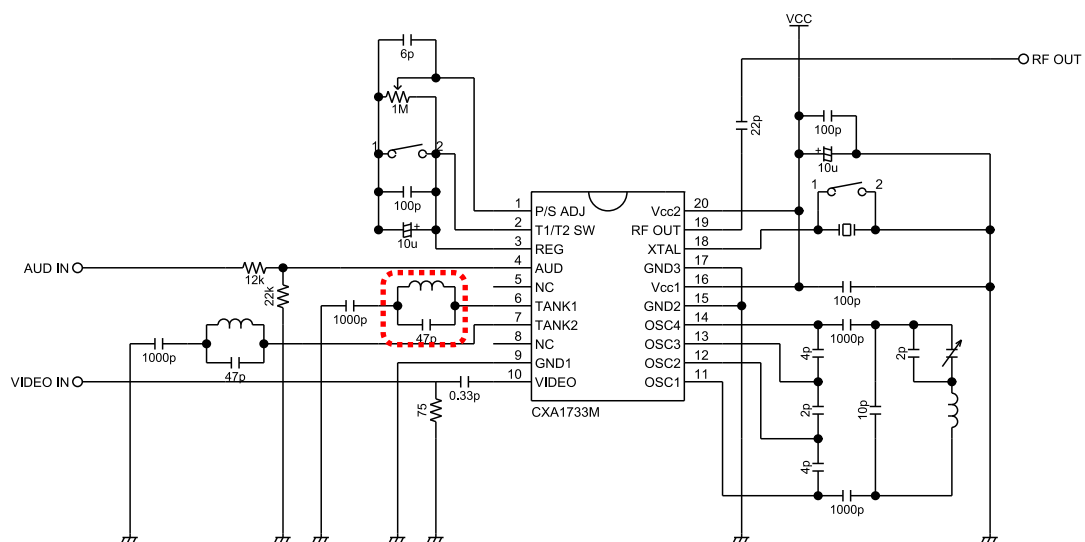 VCC
RF OUT
6p
1M
1 2
100p
10u
+
22p
100p
+
10u
1 2
1 P/S ADJ Vcc2 20
2 T1/T2 SW RF OUT 19
3 REG XTAL 18
4 AUD GND3 17
5 NC Vcc1 16
6 TANK1 GND2 15
7 TANK2 OSC4 14
8 NC OSC3 13
9 GND1 OSC2 12
10 VIDEO OSC1 11
CXA1733M
AUD IN
12k
22k
1000p
47p
1000p
47p
VIDEO IN
0.33p
75
100p
1000p
4p
2p
4p
10p
2p
1000p